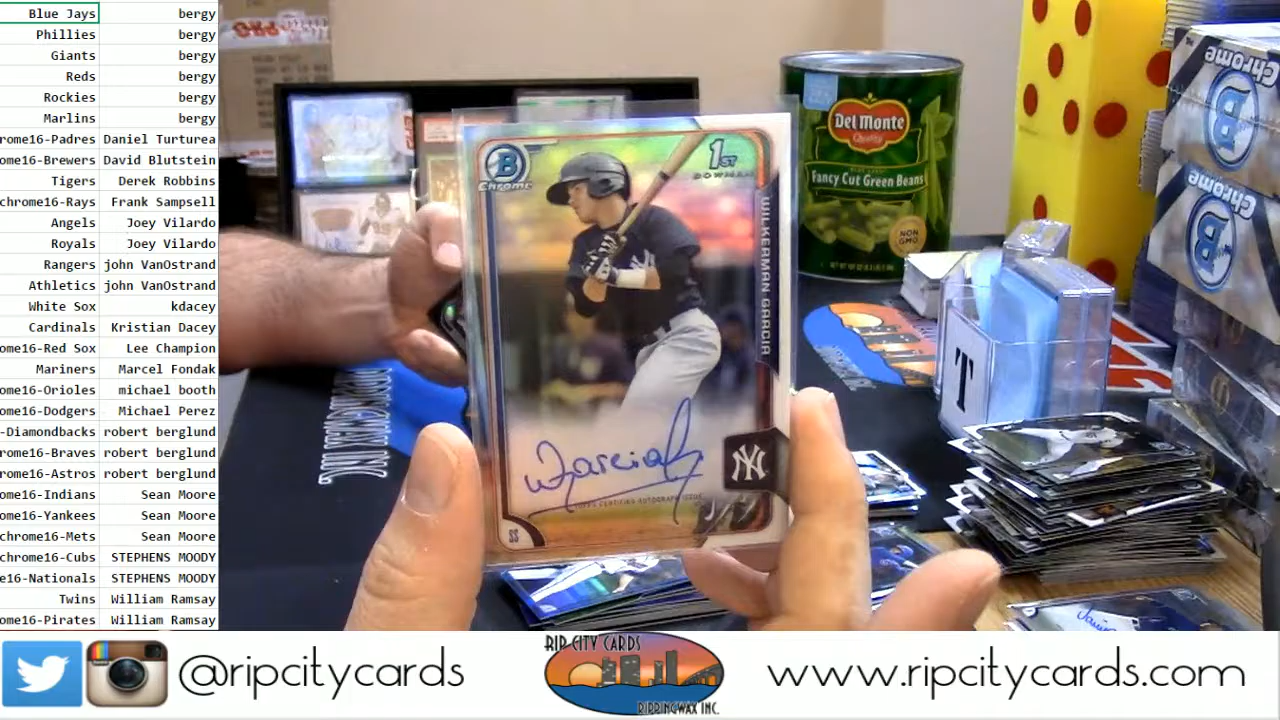 Blue Jays bergy
Phillies bergy
Giants bergy
Reds bergy
Rockies bergy
Marlins bergy
rome16-Padres Daniel Turturea
ome16-Brewers David Blutstein
Tigers Derek Robbins
chrome16-Rays Frank Sampsell
Angels Joey Vilardo
Royals Joey Vilardo
Rangers john VanOstrand
Athletics john VanOstrand
White Sox kdacey
Cardinals Kristian Dacey
ome16-Red Sox Lee Champion
Mariners Marcel Fondak
ome16-Orioles michael booth
ome16-Dodgers Michael Perez
-Diamondbacks robert berglund
rome16-Braves robert berglund
rome16-Astros robert berglund
ome16-Indians Sean Moore
ome16-Yankees Sean Moore
chrome16-Mets Sean Moore
chrome16-Cubs STEPHENS MOODY
e16-Nationals STEPHENS MOODY
Twins William Ramsay
ome16-Pirates William Ramsay
B
Chrome
1ST
BOWMAN
WILKERMAN GARCIA
NY
TOPPS CERTIFIED AUTOGRAPH ISSUE
SS
Del Monte
Quality
Fancy Cut Green Beans
NON
GMO
T
Chrome
B
Chrome
B
@ripcitycards
RIP CITY CARDS
RIPPINGWAX INC.
www.ripcitycards.com